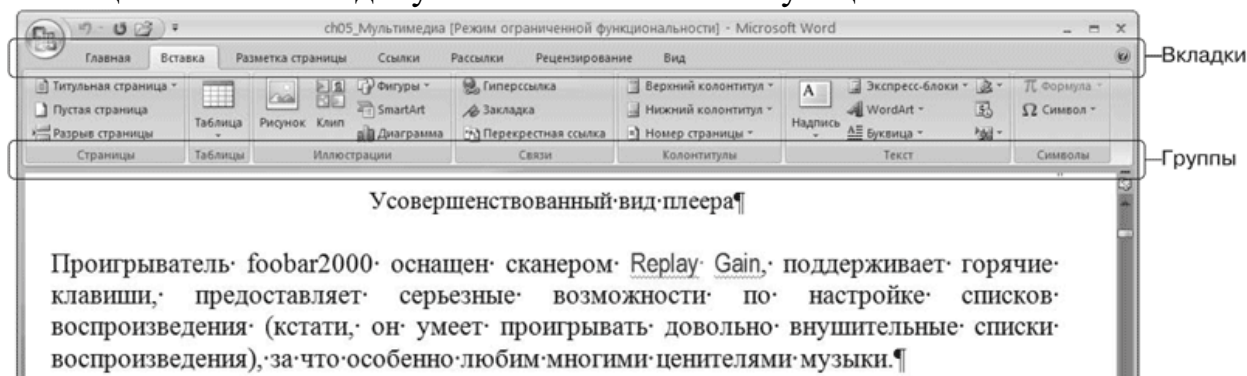 ch05_Мультимедиа [Режим ограниченной функциональности] - Microsoft Word
Главная Вставка Разметка страницы Ссылки Рассылки Рецензирование Вид
Вкладки
Титульная страница
Пустая страница
Разрыв страницы
Таблица
Рисунок Клип
Фигуры
SmartArt
Диаграмма
Гиперссылка
Закладка
Перекрестная ссылка
Верхний колонтитул
Нижний колонтитул
Номер страницы
Надпись
Экспресс-блоки
WordArt
Буквица
π Формула
Ω Символ
Страницы Таблицы Иллюстрации Связи Колонтитулы Текст Символы
Группы
Усовершенствованный·вид·плеера¶
Проигрыватель· foobar2000· оснащен· сканером· Replay· Gain,· поддерживает· горячие·
клавиши,· предоставляет· серьезные· возможности· по· настройке· списков·
воспроизведения· (кстати,· он· умеет· проигрывать· довольно· внушительные· списки·
воспроизведения),·за·что·особенно·любим·многими·ценителями·музыки.¶